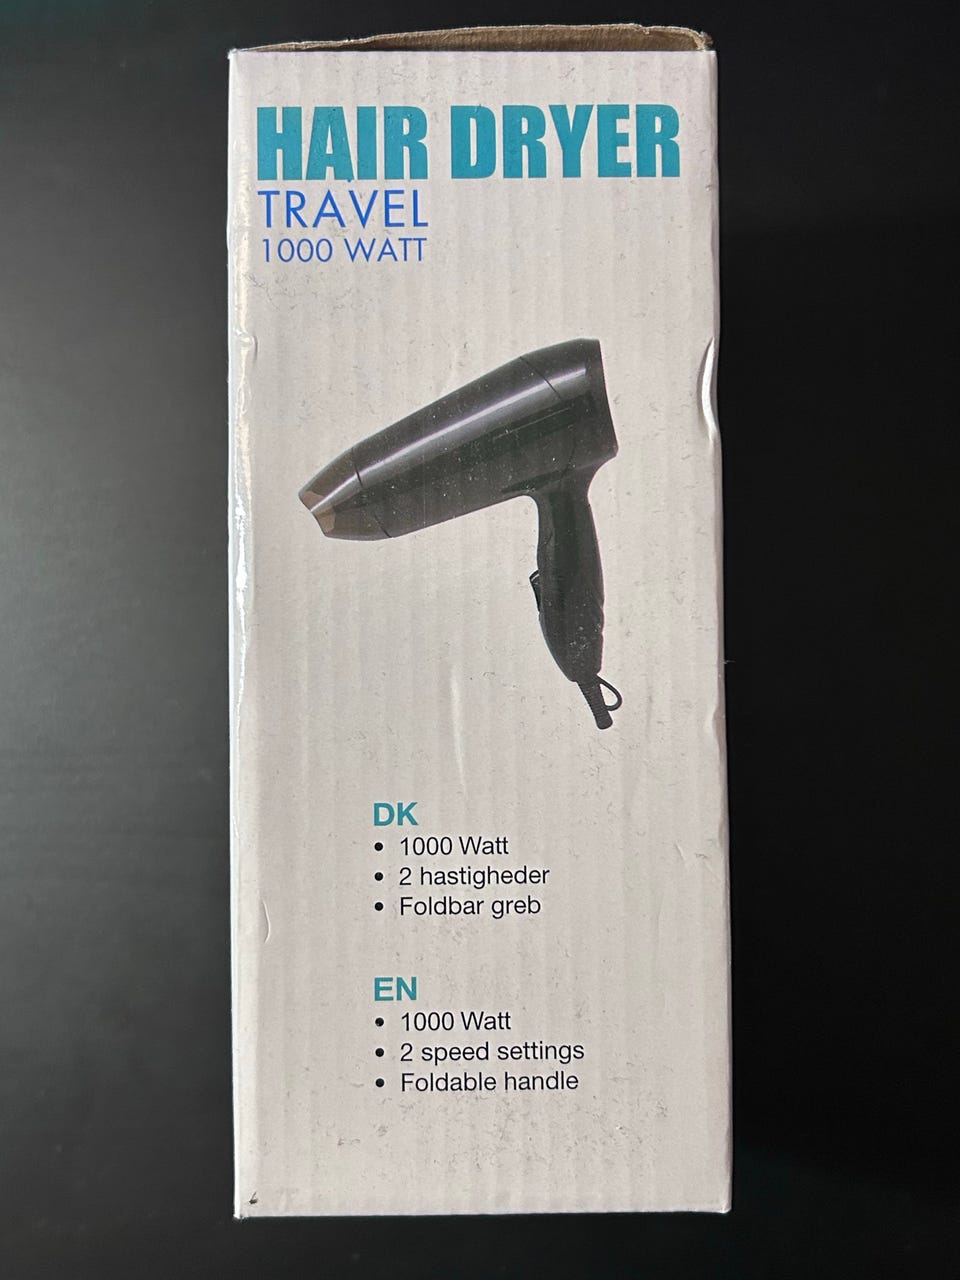 HAIR DRYER
TRAVEL
1000 WATT
DK
• 1000 Watt
• 2 hastigheder
• Foldbar greb
EN
• 1000 Watt
• 2 speed settings
• Foldable handle